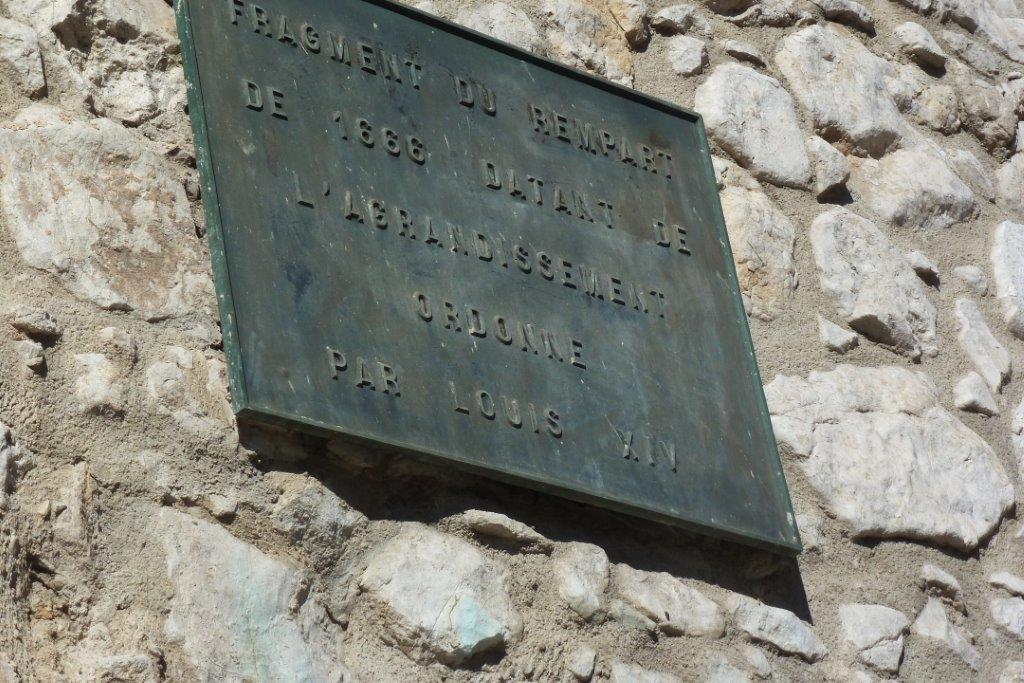 FRAGMENT DU REMPART
DE 1666 DATANT DE
L'AGRANDISSEMENT
ORDONNE
PAR LOUIS XIV